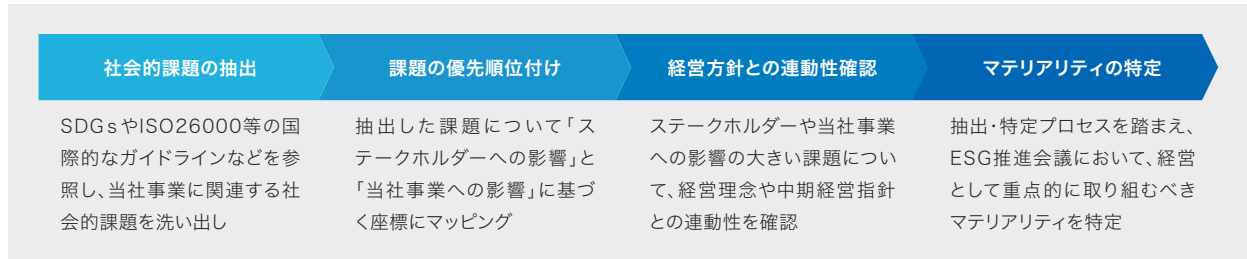 社会的課題の抽出
SDGsやISO26000等の国
際的なガイドラインなどを参
照し、当社事業に関連する社
会的課題を洗い出し
課題の優先順位付け
抽出した課題について「ス
テークホルダーへの影響」と
「当社事業への影響」に基づ
く座標にマッピング
経営方針との連動性確認
ステークホルダーや当社事業
への影響の大きい課題につい
て、経営理念や中期経営指針
との連動性を確認
マテリアリティの特定
抽出・特定プロセスを踏まえ、
ESG推進会議において、経営
として重点的に取り組むべき
マテリアリティを特定